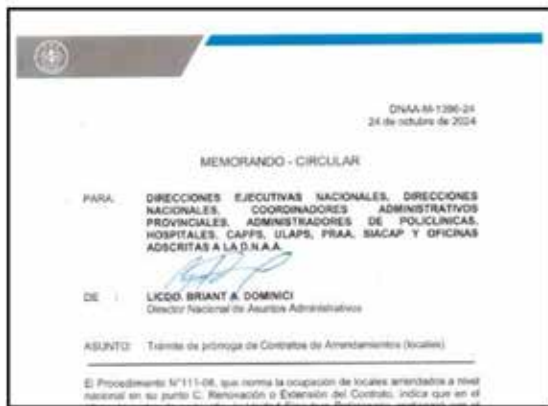 DNAA-M-1396-24
24 de octubre de 2024
MEMORANDO - CIRCULAR
PARA: DIRECCIONES EJECUTIVAS NACIONALES, DIRECCIONES
NACIONALES, COORDINADORES ADMINISTRATIVOS
PROVINCIALES, ADMINISTRADORES DE POLICLÍNICAS,
HOSPITALES, CAPPS, ULAPS, PRAA, SIACAP Y OFICINAS
ADSCRITAS A LA D.N.A.A.
DE : LICDO. BRIANT A. DOMINICI
Director Nacional de Asuntos Administrativos
ASUNTO: Trámite de prórroga de Contratos de Arrendamientos (locales)
El Procedimiento N°111-08, que norma la ocupación de locales arrendados a nivel
nacional en su punto C. Renovación o Extensión del Contrato, indica que en el